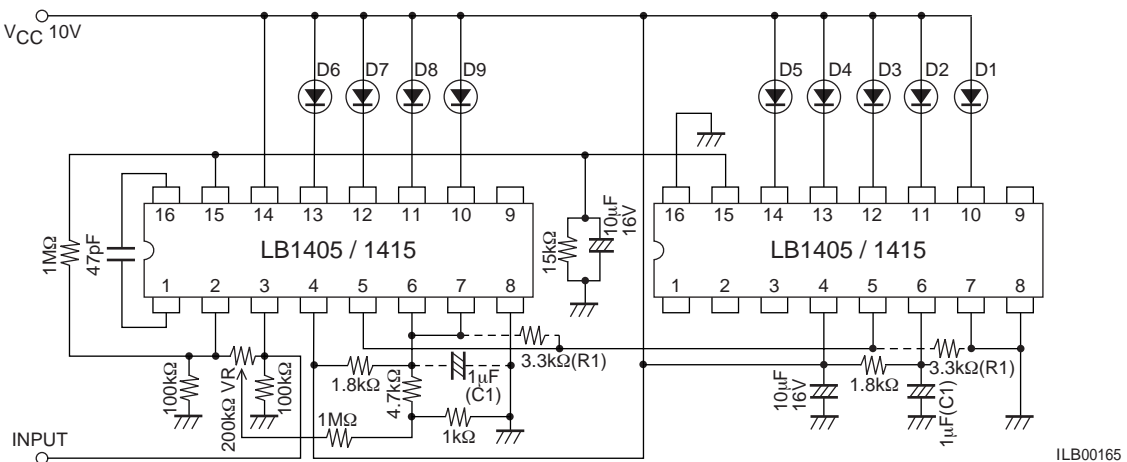 VCC 10V
D6 D7 D8 D9 D5 D4 D3 D2 D1
16 15 14 13 12 11 10 9
LB1405 / 1415
1 2 3 4 5 6 7 8
16 15 14 13 12 11 10 9
LB1405 / 1415
1 2 3 4 5 6 7 8
1MΩ
47pF
15kΩ
10μF
16V
100kΩ
200kΩ VR
100kΩ
1.8kΩ
4.7kΩ
1μF
(C1)
3.3kΩ(R1)
1MΩ
1kΩ
10μF
16V
1.8kΩ
3.3kΩ(R1)
1μF(C1)
INPUT
ILB00165